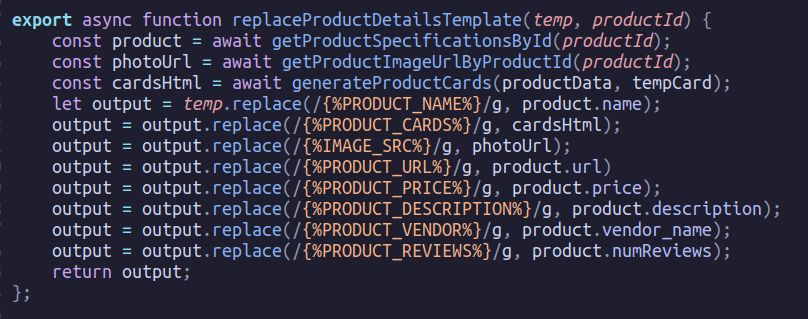 export async function replaceProductDetailsTemplate(temp, productId) {
    const product = await getProductSpecificationsById(productId);
    const photoUrl = await getProductImageUrlByProductId(productId);
    const cardsHtml = await generateProductCards(productData, tempCard);
    let output = temp.replace(/{%PRODUCT_NAME%}/g, product.name);
    output = output.replace(/{%PRODUCT_CARDS%}/g, cardsHtml);
    output = output.replace(/{%IMAGE_SRC%}/g, photoUrl);
    output = output.replace(/{%PRODUCT_URL%}/g, product.url)
    output = output.replace(/{%PRODUCT_PRICE%}/g, product.price);
    output = output.replace(/{%PRODUCT_DESCRIPTION%}/g, product.description);
    output = output.replace(/{%PRODUCT_VENDOR%}/g, product.vendor_name);
    output = output.replace(/{%PRODUCT_REVIEWS%}/g, product.numReviews);
    return output;
};